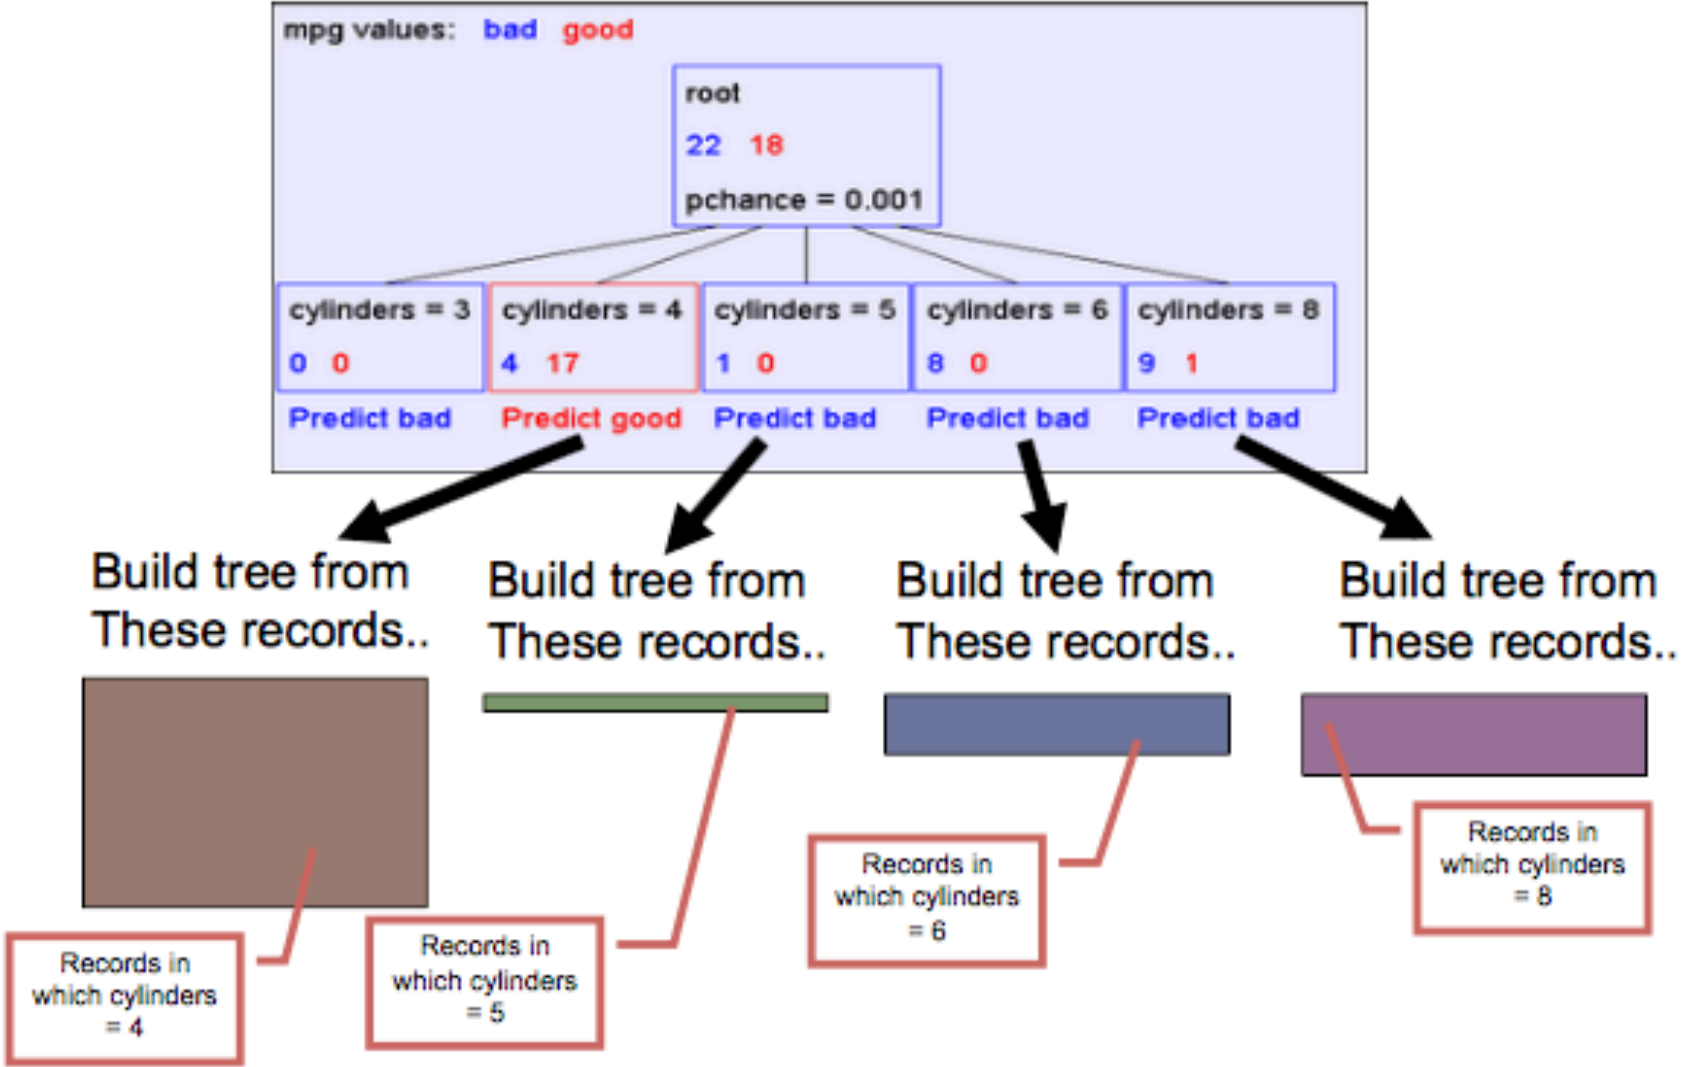 mpg values: bad good
root
22 18
pchance = 0.001
cylinders = 3 cylinders = 4 cylinders = 5 cylinders = 6 cylinders = 8
0 0 4 17 1 0 8 0 9 1
Predict bad Predict good Predict bad Predict bad Predict bad
Build tree from
These records..
Build tree from
These records..
Build tree from
These records..
Build tree from
These records..
Records in
which cylinders
= 4
Records in
which cylinders
= 5
Records in
which cylinders
= 6
Records in
which cylinders
= 8